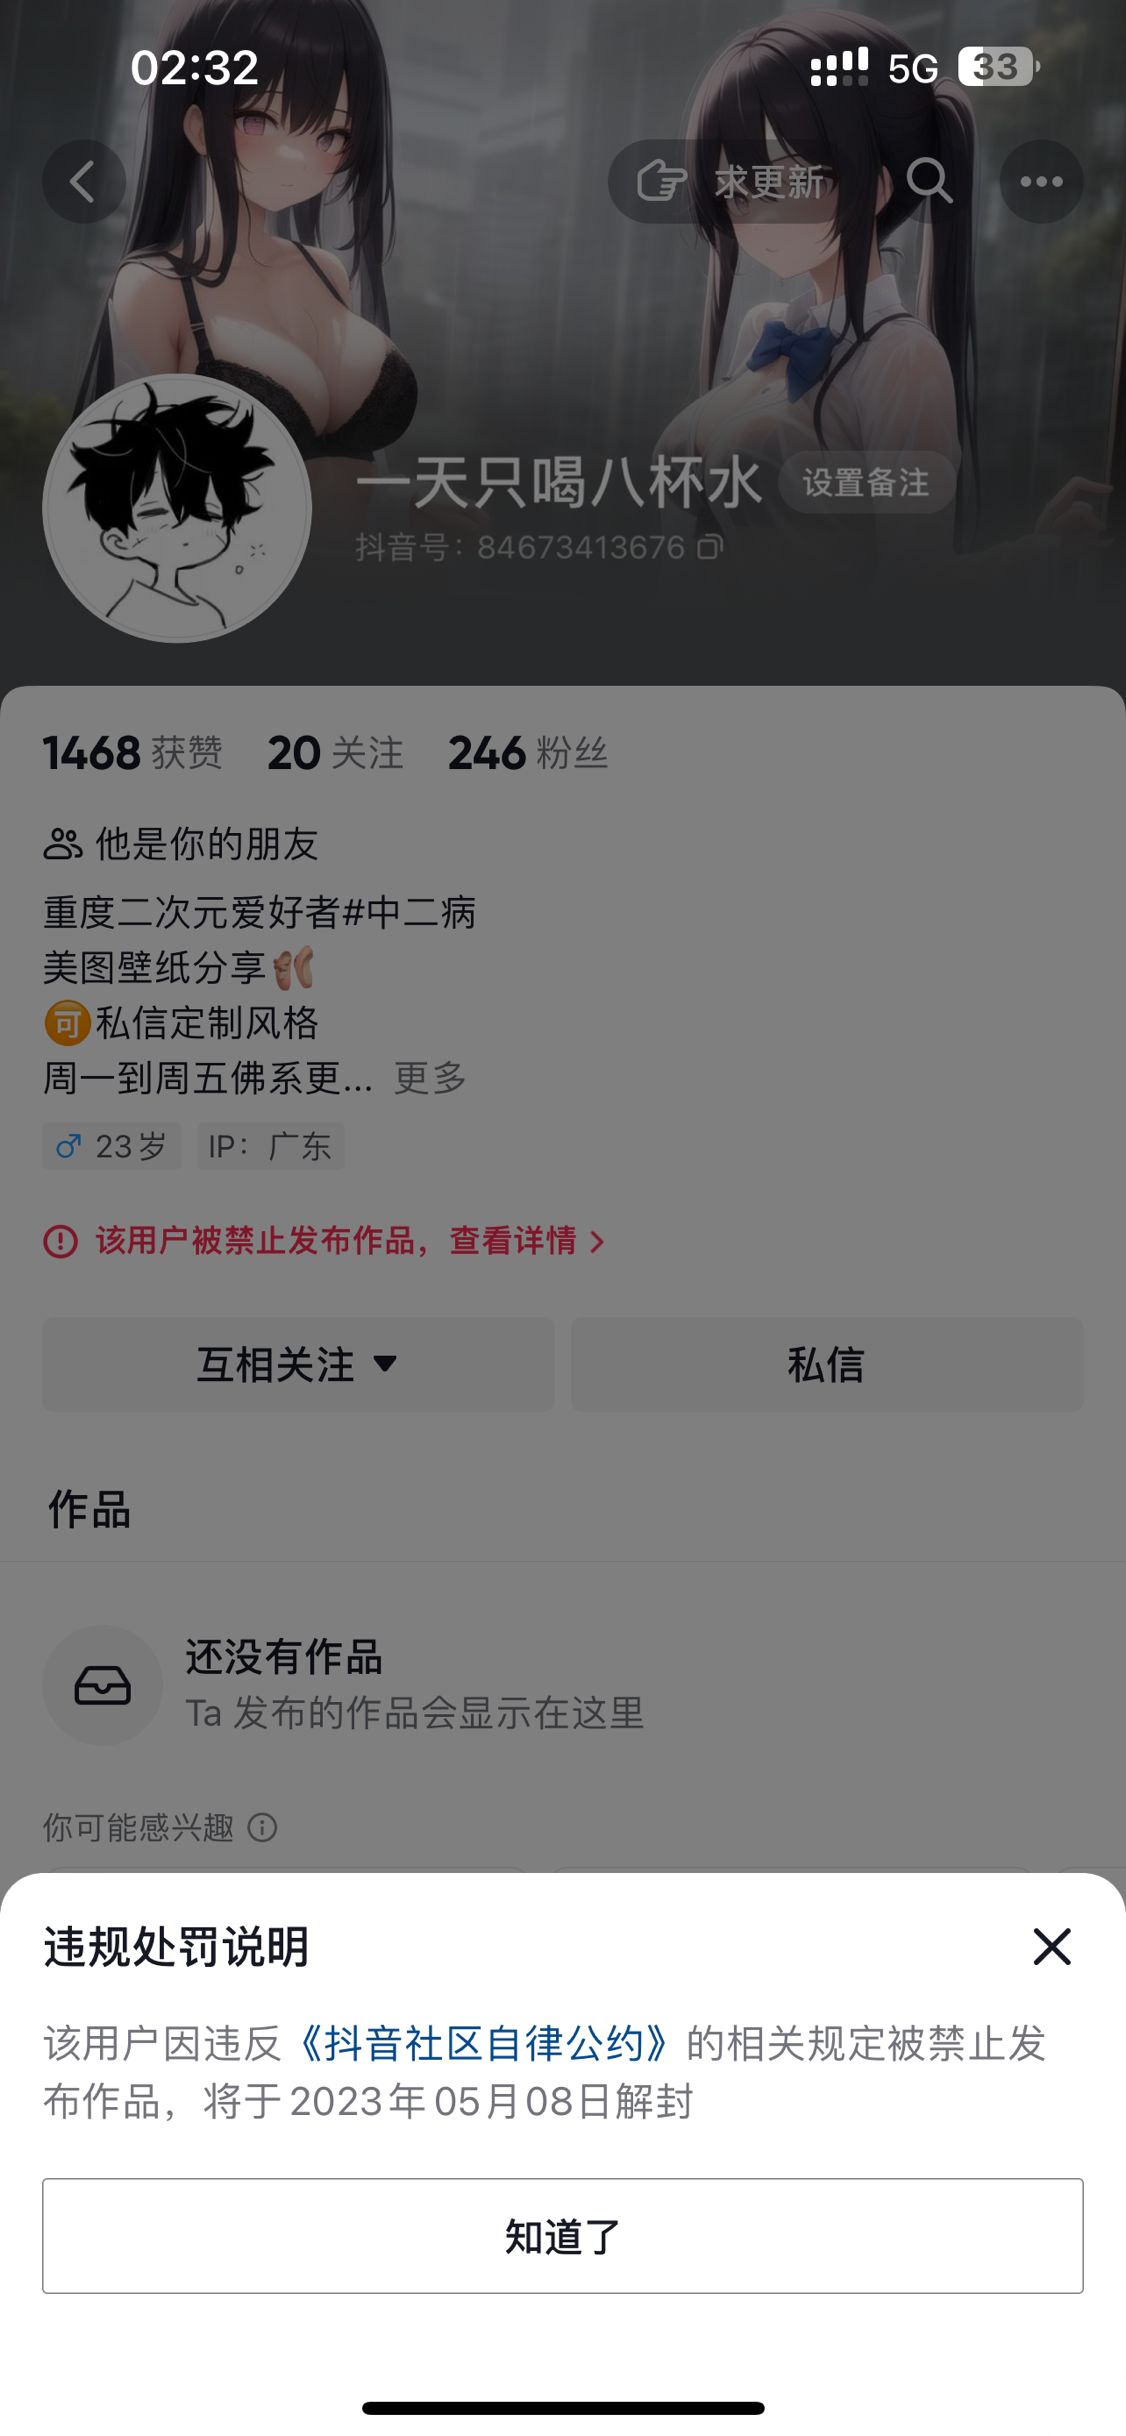 02:32
5G 33
求更新
一天只喝八杯水 设置备注
抖音号：84673413676
1468 获赞 20 关注 246 粉丝
他是你的朋友
重度二次元爱好者#中二病
美图壁纸分享🩰
🉑私信定制风格
周一到周五佛系更... 更多
♂ 23岁 IP：广东
该用户被禁止发布作品，查看详情
互相关注 私信
作品
还没有作品
Ta 发布的作品会显示在这里
你可能感兴趣
违规处罚说明
该用户因违反《抖音社区自律公约》的相关规定被禁止发
布作品，将于2023年05月08日解封
知道了